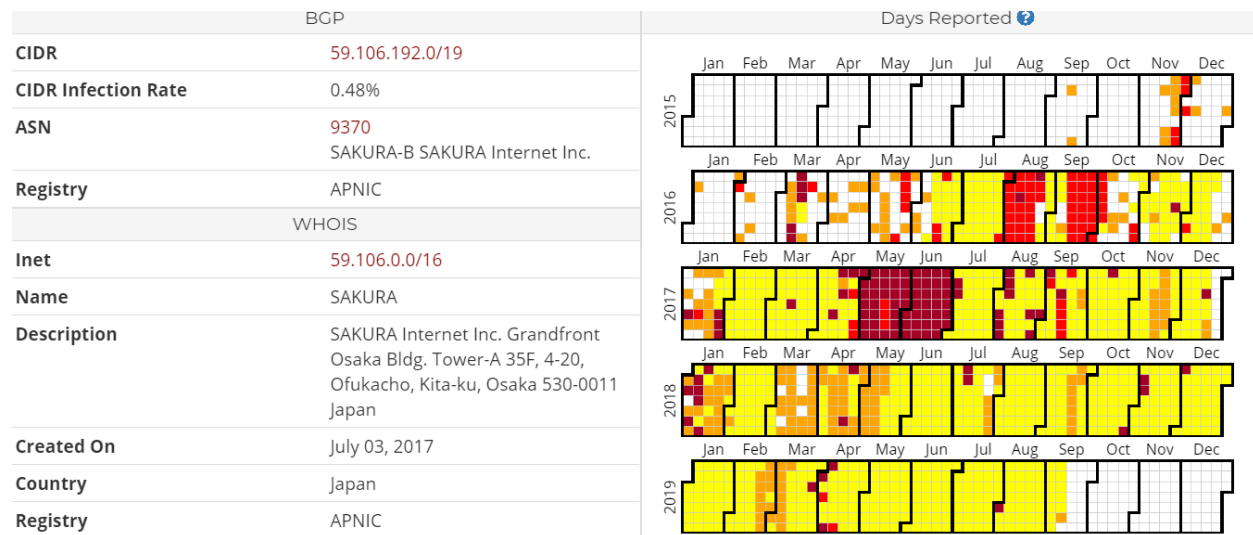 BGP
CIDR 59.106.192.0/19
CIDR Infection Rate 0.48%
ASN 9370
SAKURA-B SAKURA Internet Inc.
Registry APNIC
WHOIS
Inet 59.106.0.0/16
Name SAKURA
Description SAKURA Internet Inc. Grandfront
Osaka Bldg. Tower-A 35F, 4-20,
Ofukacho, Kita-ku, Osaka 530-0011
Japan
Created On July 03, 2017
Country Japan
Registry APNIC
Days Reported ?
Jan Feb Mar Apr May Jun Jul Aug Sep Oct Nov Dec
2015
Jan Feb Mar Apr May Jun Jul Aug Sep Oct Nov Dec
2016
Jan Feb Mar Apr May Jun Jul Aug Sep Oct Nov Dec
2017
Jan Feb Mar Apr May Jun Jul Aug Sep Oct Nov Dec
2018
Jan Feb Mar Apr May Jun Jul Aug Sep Oct Nov Dec
2019